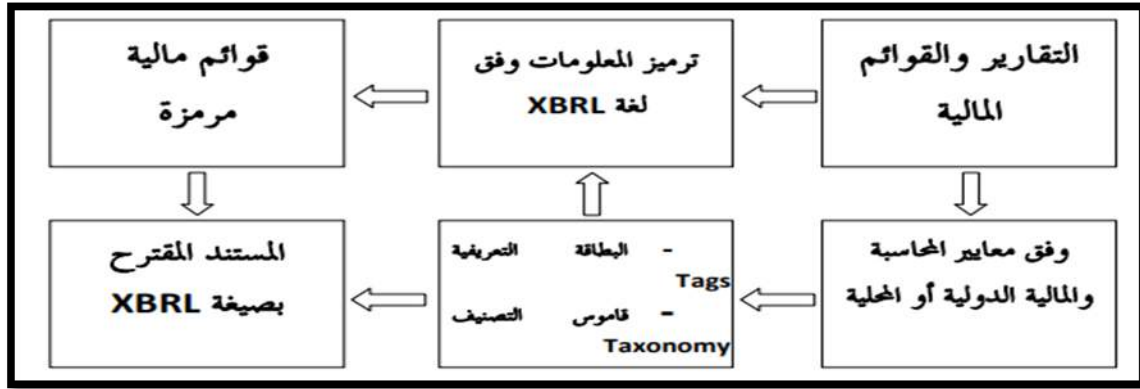 التقارير والقوائم
المالية
ترميز المعلومات وفق
لغة XBRL
قوائم مالية
مرمزة
وفق معايير المحاسبة
والمالية الدولية أو المحلية
- البطاقة التعريفية
Tags
- قاموس التصنيف
Taxonomy
المستند المقترح
بصيغة XBRL